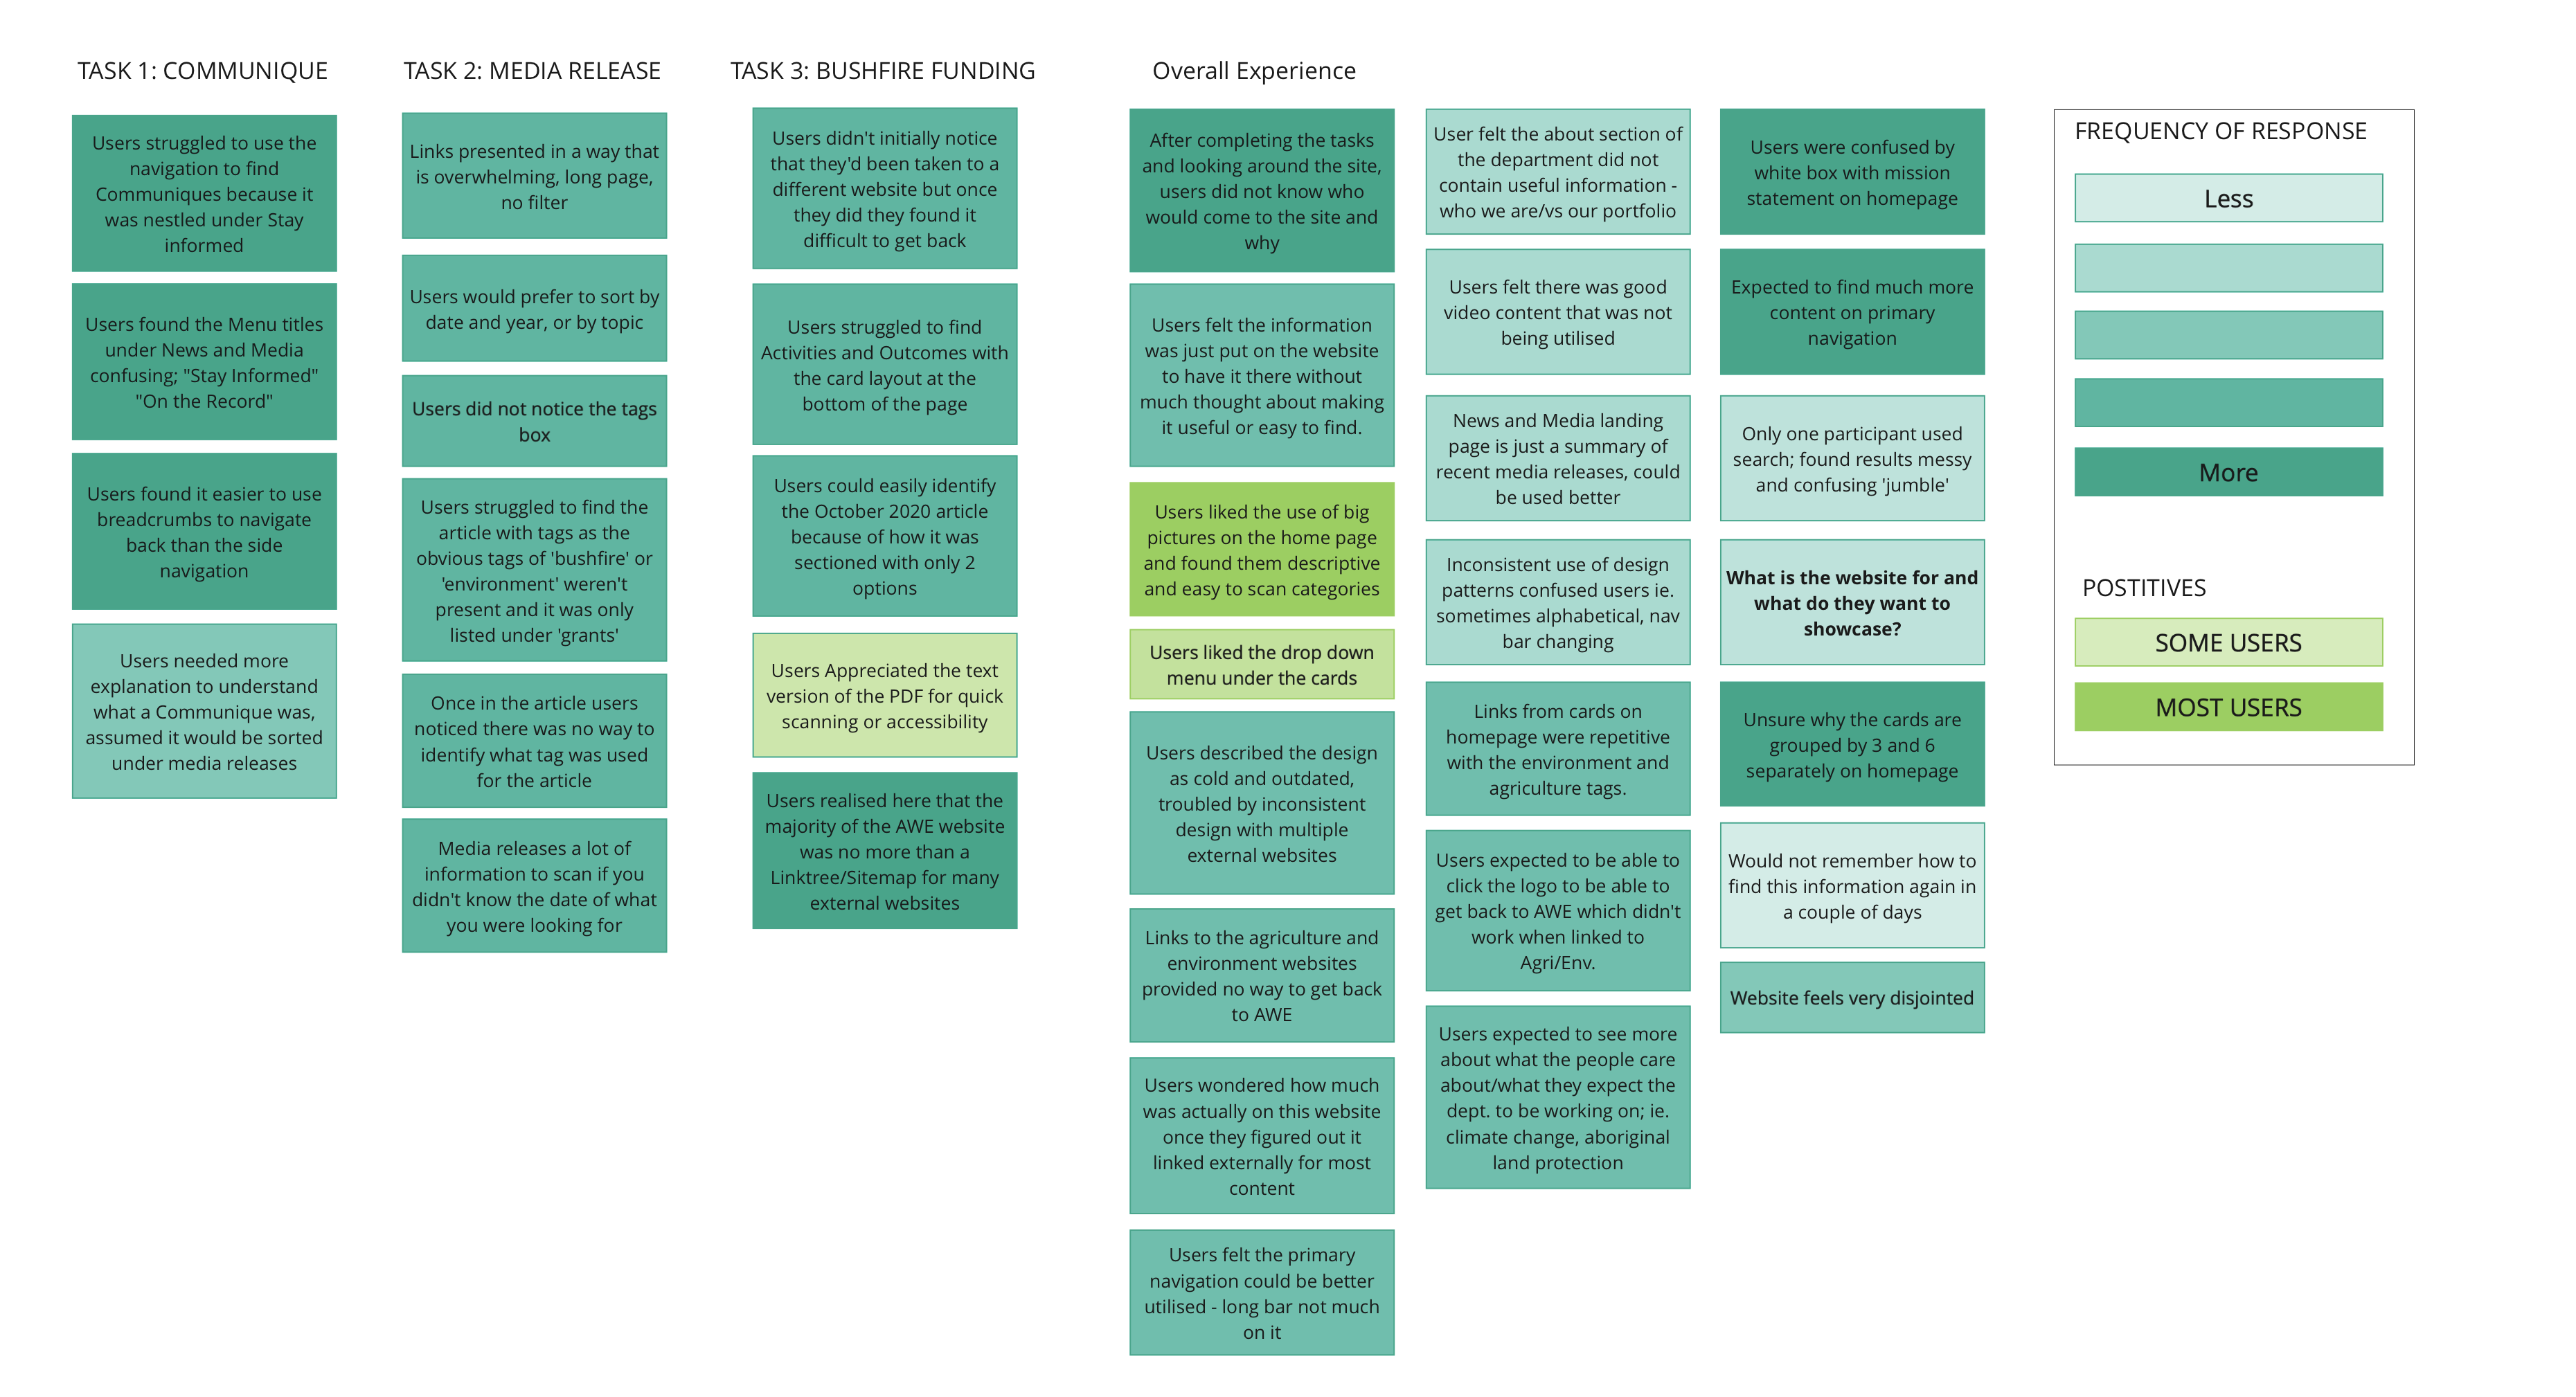 TASK 1: COMMUNIQUE
Users struggled to use the
navigation to find
Communiques because it
was nestled under Stay
informed
Users found the Menu titles
under News and Media
confusing; "Stay Informed"
"On the Record"
Users found it easier to use
breadcrumbs to navigate
back than the side
navigation
Users needed more
explanation to understand
what a Communique was,
assumed it would be sorted
under media releases
TASK 2: MEDIA RELEASE
Links presented in a way that
is overwhelming, long page,
no filter
Users would prefer to sort by
date and year, or by topic
Users did not notice the tags
box
Users struggled to find the
article with tags as the
obvious tags of 'bushfire' or
'environment' weren't
present and it was only
listed under 'grants'
Once in the article users
noticed there was no way to
identify what tag was used
for the article
Media releases a lot of
information to scan if you
didn't know the date of what
you were looking for
TASK 3: BUSHFIRE FUNDING
Users didn't initially notice
that they'd been taken to a
different website but once
they did they found it
difficult to get back
Users struggled to find
Activities and Outcomes with
the card layout at the
bottom of the page
Users could easily identify
the October 2020 article
because of how it was
sectioned with only 2
options
Users Appreciated the text
version of the PDF for quick
scanning or accessibility
Users realised here that the
majority of the AWE website
was no more than a
Linktree/Sitemap for many
external websites
Overall Experience
After completing the tasks
and looking around the site,
users did not know who
would come to the site and
why
Users felt the information
was just put on the website
to have it there without
much thought about making
it useful or easy to find.
Users liked the use of big
pictures on the home page
and found them descriptive
and easy to scan categories
Users liked the drop down
menu under the cards
Users described the design
as cold and outdated,
troubled by inconsistent
design with multiple
external websites
Links to the agriculture and
environment websites
provided no way to get back
to AWE
Users wondered how much
was actually on this website
once they figured out it
linked externally for most
content
Users felt the primary
navigation could be better
utilised - long bar not much
on it
User felt the about section of
the department did not
contain useful information -
who we are/vs our portfolio
Users felt there was good
video content that was not
being utilised
News and Media landing
page is just a summary of
recent media releases, could
be used better
Inconsistent use of design
patterns confused users ie.
sometimes alphabetical, nav
bar changing
Links from cards on
homepage were repetitive
with the environment and
agriculture tags.
Users expected to be able to
click the logo to be able to
get back to AWE which didn't
work when linked to
Agri/Env.
Users expected to see more
about what the people care
about/what they expect the
dept. to be working on; ie.
climate change, aboriginal
land protection
Users were confused by
white box with mission
statement on homepage
Expected to find much more
content on primary
navigation
Only one participant used
search; found results messy
and confusing 'jumble'
What is the website for and
what do they want to
showcase?
Unsure why the cards are
grouped by 3 and 6
separately on homepage
Would not remember how to
find this information again in
a couple of days
Website feels very disjointed
FREQUENCY OF RESPONSE
Less
More
POSTITIVES
SOME USERS
MOST USERS